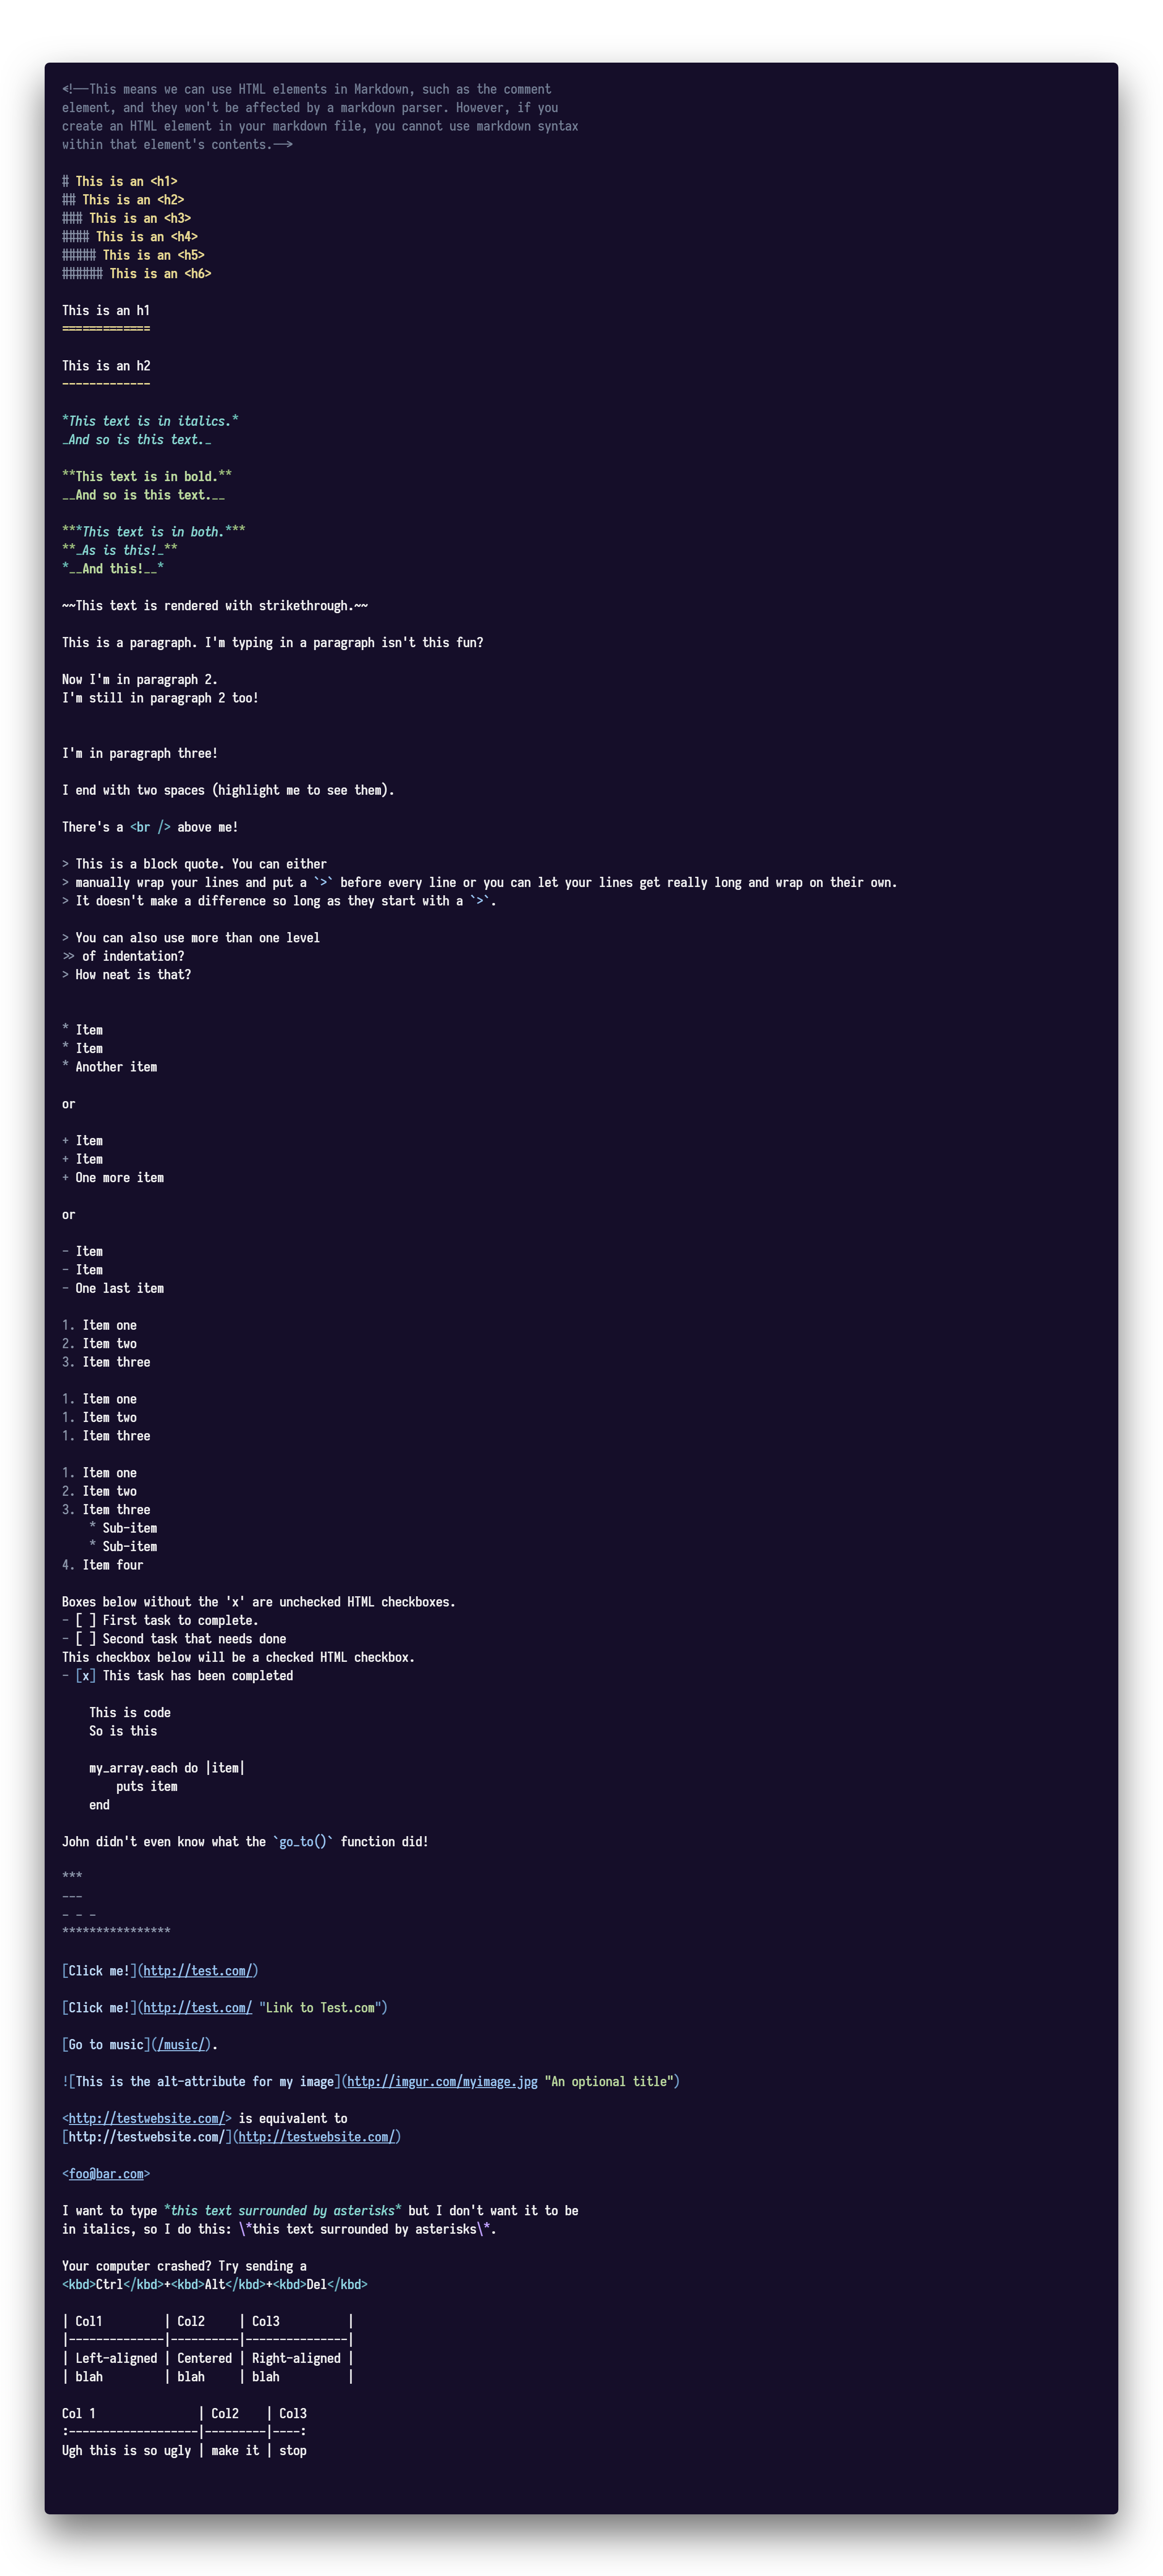 <!--This means we can use HTML elements in Markdown, such as the comment
element, and they won't be affected by a markdown parser. However, if you
create an HTML element in your markdown file, you cannot use markdown syntax
within that element's contents.-->

# This is an <h1>
## This is an <h2>
### This is an <h3>
#### This is an <h4>
##### This is an <h5>
###### This is an <h6>

This is an h1
=============

This is an h2
-------------

*This text is in italics.*
_And so is this text._

**This text is in bold.**
__And so is this text.__

***This text is in both.***
**_As is this!_**
*__And this!__*

~~This text is rendered with strikethrough.~~

This is a paragraph. I'm typing in a paragraph isn't this fun?

Now I'm in paragraph 2.
I'm still in paragraph 2 too!


I'm in paragraph three!

I end with two spaces (highlight me to see them).

There's a <br /> above me!

> This is a block quote. You can either
> manually wrap your lines and put a `>` before every line or you can let your lines get really long and wrap on their own.
> It doesn't make a difference so long as they start with a `>`.

> You can also use more than one level
>> of indentation?
> How neat is that?


* Item
* Item
* Another item

or

+ Item
+ Item
+ One more item

or

- Item
- Item
- One last item

1. Item one
2. Item two
3. Item three

1. Item one
1. Item two
1. Item three

1. Item one
2. Item two
3. Item three
    * Sub-item
    * Sub-item
4. Item four

Boxes below without the 'x' are unchecked HTML checkboxes.
- [ ] First task to complete.
- [ ] Second task that needs done
This checkbox below will be a checked HTML checkbox.
- [x] This task has been completed

    This is code
    So is this

    my_array.each do |item|
        puts item
    end

John didn't even know what the `go_to()` function did!

***
---
- - -
****************

[Click me!](http://test.com/)

[Click me!](http://test.com/ "Link to Test.com")

[Go to music](/music/).

![This is the alt-attribute for my image](http://imgur.com/myimage.jpg "An optional title")

<http://testwebsite.com/> is equivalent to
[http://testwebsite.com/](http://testwebsite.com/)

<foo@bar.com>

I want to type *this text surrounded by asterisks* but I don't want it to be
in italics, so I do this: \*this text surrounded by asterisks\*.

Your computer crashed? Try sending a
<kbd>Ctrl</kbd>+<kbd>Alt</kbd>+<kbd>Del</kbd>

| Col1         | Col2     | Col3          |
|--------------|----------|---------------|
| Left-aligned | Centered | Right-aligned |
| blah         | blah     | blah          |

Col 1                | Col2    | Col3
:-------------------|---------|----:
Ugh this is so ugly | make it | stop